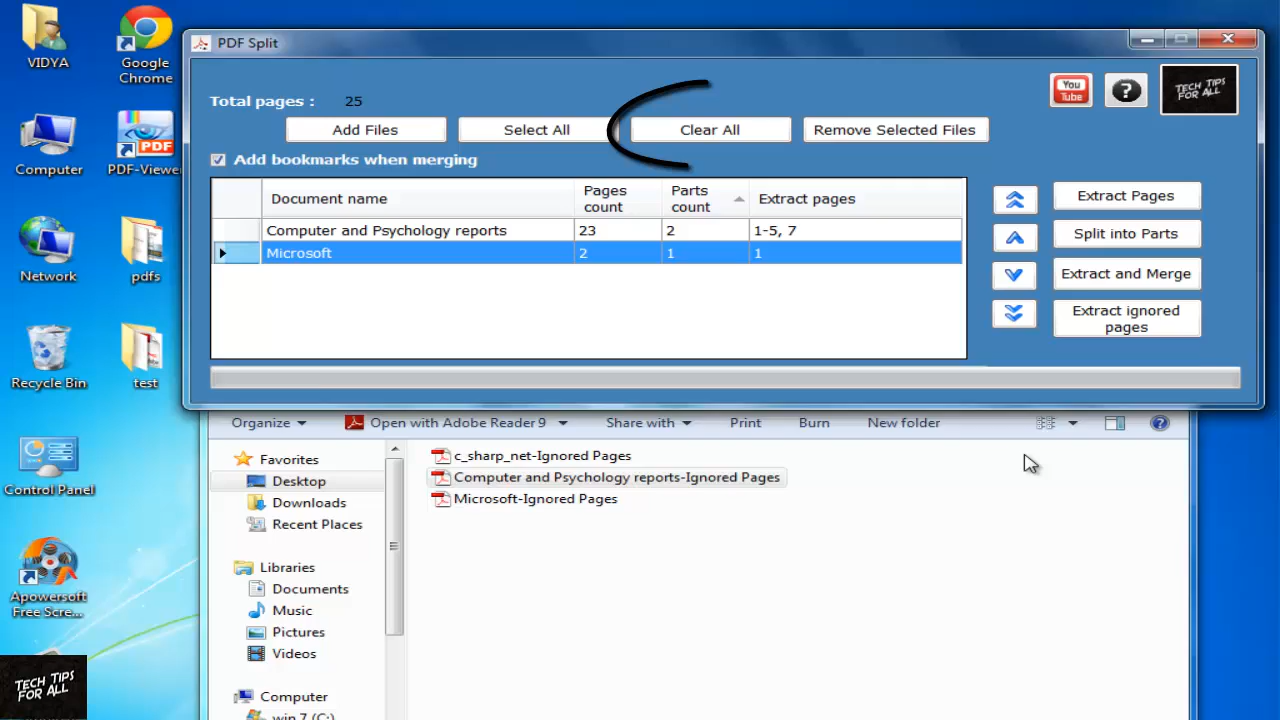 VIDYA
Google
Chrome
Computer
PDF-Viewer
Network
pdfs
Recycle Bin
test
Control Panel
Apowersoft
Free Scre...
TECH TIPS
FOR ALL
PDF Split
Total pages : 25
You
Tube
?
TECH TIPS
FOR ALL
Add Files
Select All
Clear All
Remove Selected Files
Add bookmarks when merging
Document name
Pages
count
Parts
count
Extract pages
Computer and Psychology reports 23 2 1-5, 7
Microsoft 2 1 1
Extract Pages
Split into Parts
Extract and Merge
Extract ignored
pages
Organize
Open with Adobe Reader 9
Share with
Print
Burn
New folder
Favorites
Desktop
Downloads
Recent Places
Libraries
Documents
Music
Pictures
Videos
Computer
win 7 (C:)
c_sharp_net-Ignored Pages
Computer and Psychology reports-Ignored Pages
Microsoft-Ignored Pages